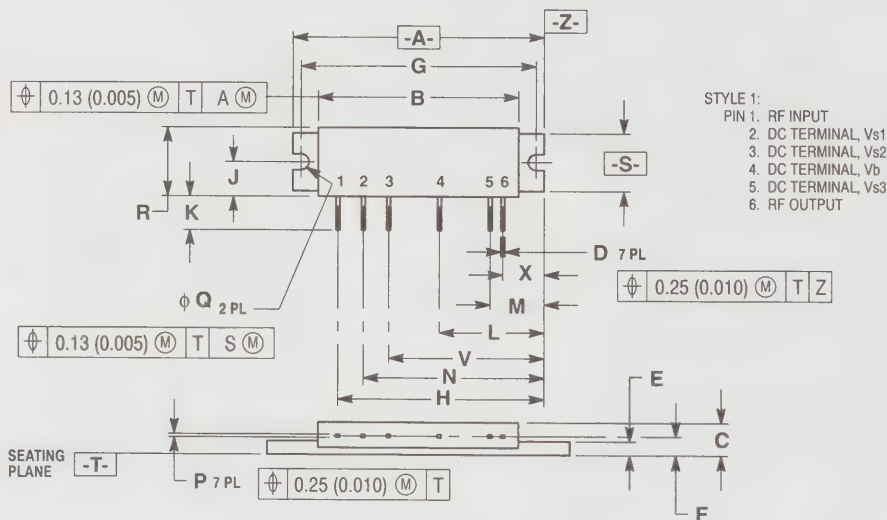 -Z-
-A-
G
⌖ 0.13 (0.005) Ⓜ T A Ⓜ
B
STYLE 1:
PIN 1. RF INPUT
2. DC TERMINAL, Vs1
3. DC TERMINAL, Vs2
4. DC TERMINAL, Vb
5. DC TERMINAL, Vs3
6. RF OUTPUT
-S-
J
R
K
1 2 3 4 5 6
D 7 PL
X
⌖ 0.25 (0.010) Ⓜ T Z
ϕ Q 2 PL
M
⌖ 0.13 (0.005) Ⓜ T S Ⓜ
L
V
N
E
H
C
SEATING
PLANE
-T-
P 7 PL
⌖ 0.25 (0.010) Ⓜ T
F